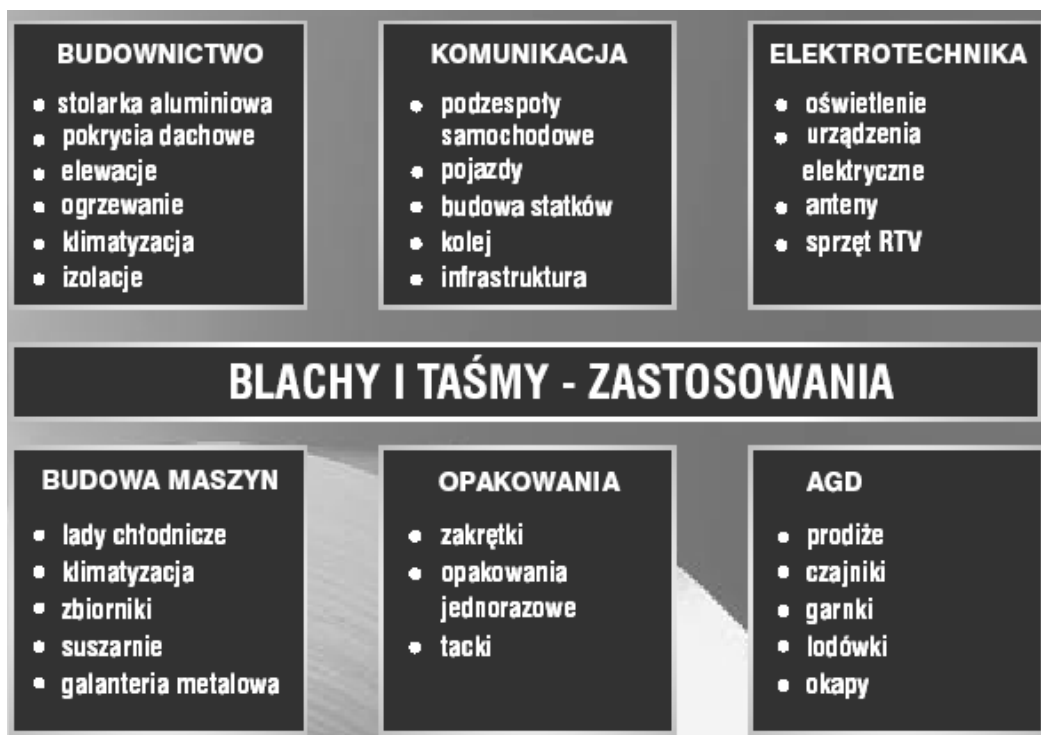 BUDOWNICTWO
• stolarka aluminiowa
• pokrycia dachowe
• elewacje
• ogrzewanie
• klimatyzacja
• izolacje
KOMUNIKACJA
• podzespoły
samochodowe
• pojazdy
• budowa statków
• kolej
• infrastruktura
ELEKTROTECHNIKA
• oświetlenie
• urządzenia
elektryczne
• anteny
• sprzęt RTV
BLACHY I TAŚMY - ZASTOSOWANIA
BUDOWA MASZYN
• lady chłodnicze
• klimatyzacja
• zbiorniki
• suszarnie
• galanteria metalowa
OPAKOWANIA
• zakrętki
• opakowania
jednorazowe
• tacki
AGD
• prodiże
• czajniki
• garnki
• lodówki
• okapy